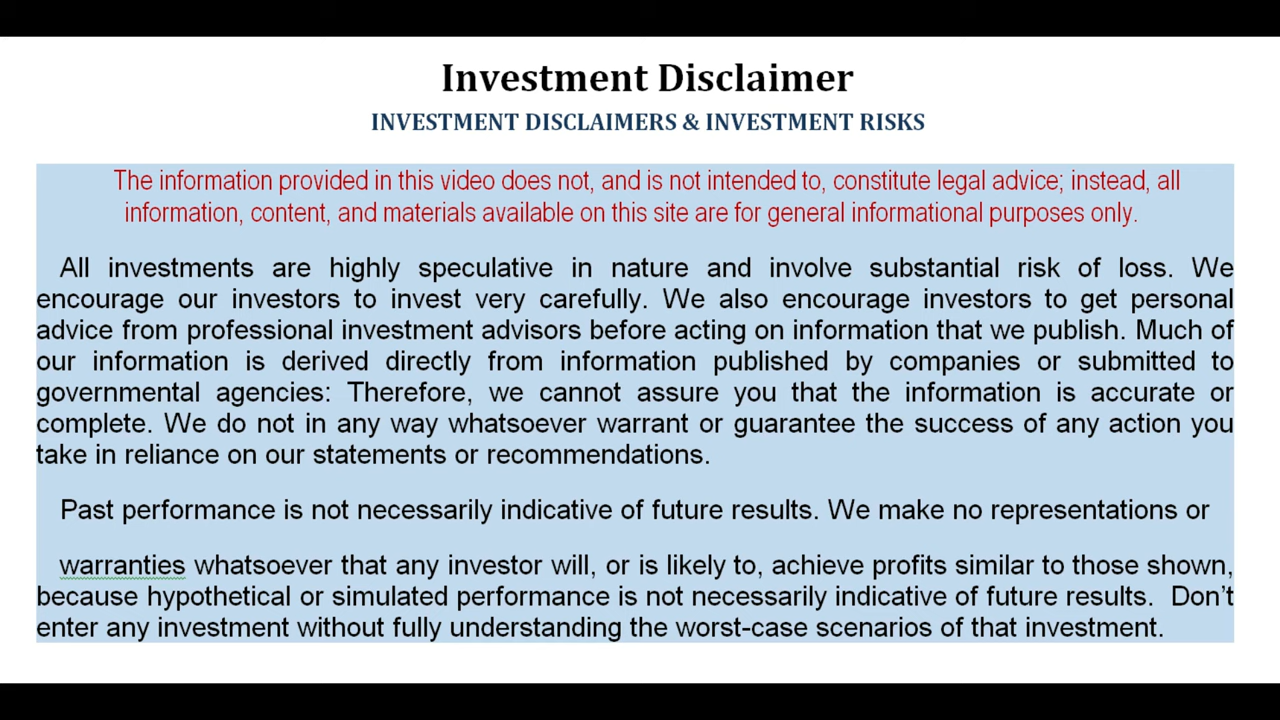 Investment Disclaimer
INVESTMENT DISCLAIMERS & INVESTMENT RISKS
The information provided in this video does not, and is not intended to, constitute legal advice; instead, all
information, content, and materials available on this site are for general informational purposes only.
All investments are highly speculative in nature and involve substantial risk of loss. We
encourage our investors to invest very carefully. We also encourage investors to get personal
advice from professional investment advisors before acting on information that we publish. Much of
our information is derived directly from information published by companies or submitted to
governmental agencies: Therefore, we cannot assure you that the information is accurate or
complete. We do not in any way whatsoever warrant or guarantee the success of any action you
take in reliance on our statements or recommendations.
Past performance is not necessarily indicative of future results. We make no representations or
warranties whatsoever that any investor will, or is likely to, achieve profits similar to those shown,
because hypothetical or simulated performance is not necessarily indicative of future results.  Don’t
enter any investment without fully understanding the worst-case scenarios of that investment.